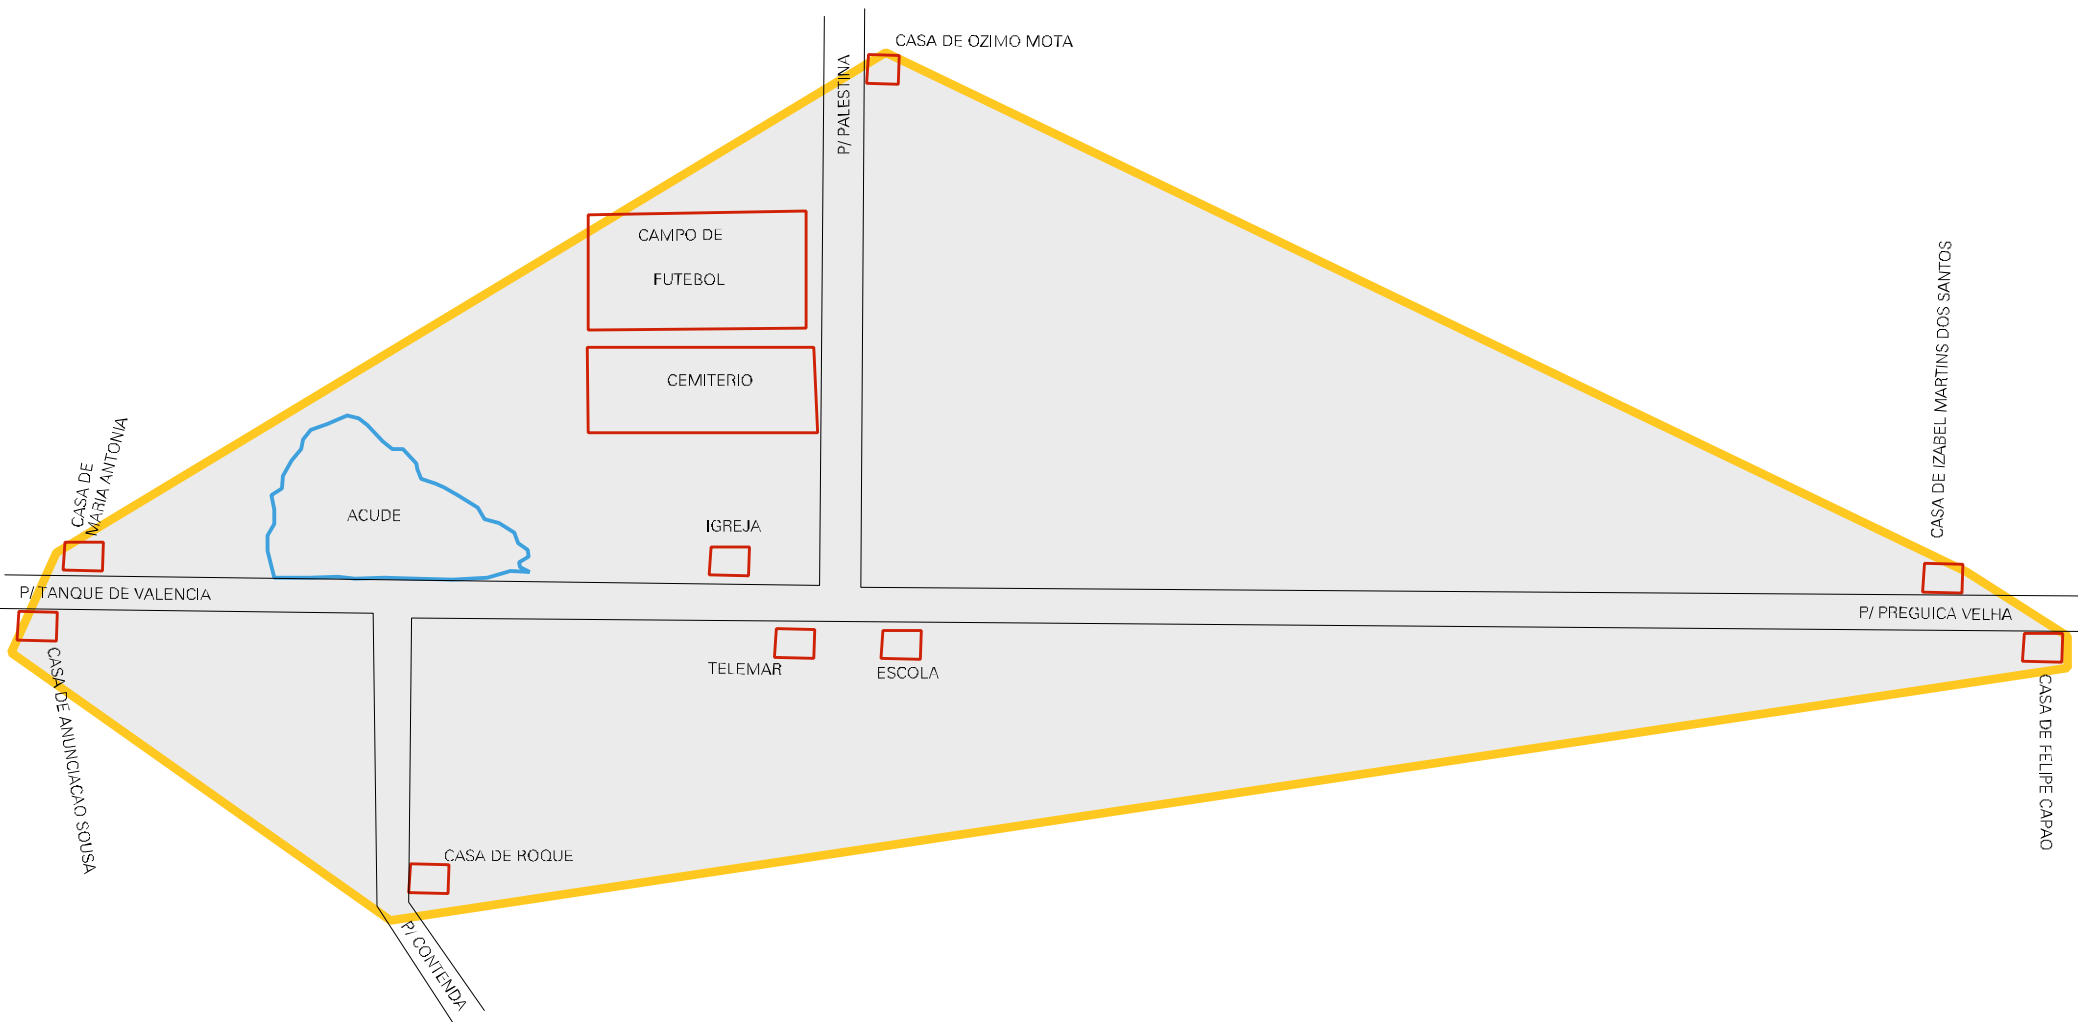 CASA DE OZIMO MOTA
P/ PALESTINA
CAMPO DE
FUTEBOL
CEMITERIO
CASA DE IZABEL MARTINS DOS SANTOS
CASA DE
MARIA ANTONIA
ACUDE
IGREJA
P/ TANQUE DE VALENCIA
P/ PREGUICA VELHA
TELEMAR
ESCOLA
CASA DE ANUNCIACAO SOUSA
CASA DE FELIPE CAPAO
CASA DE ROQUE
P/ CONTENDA